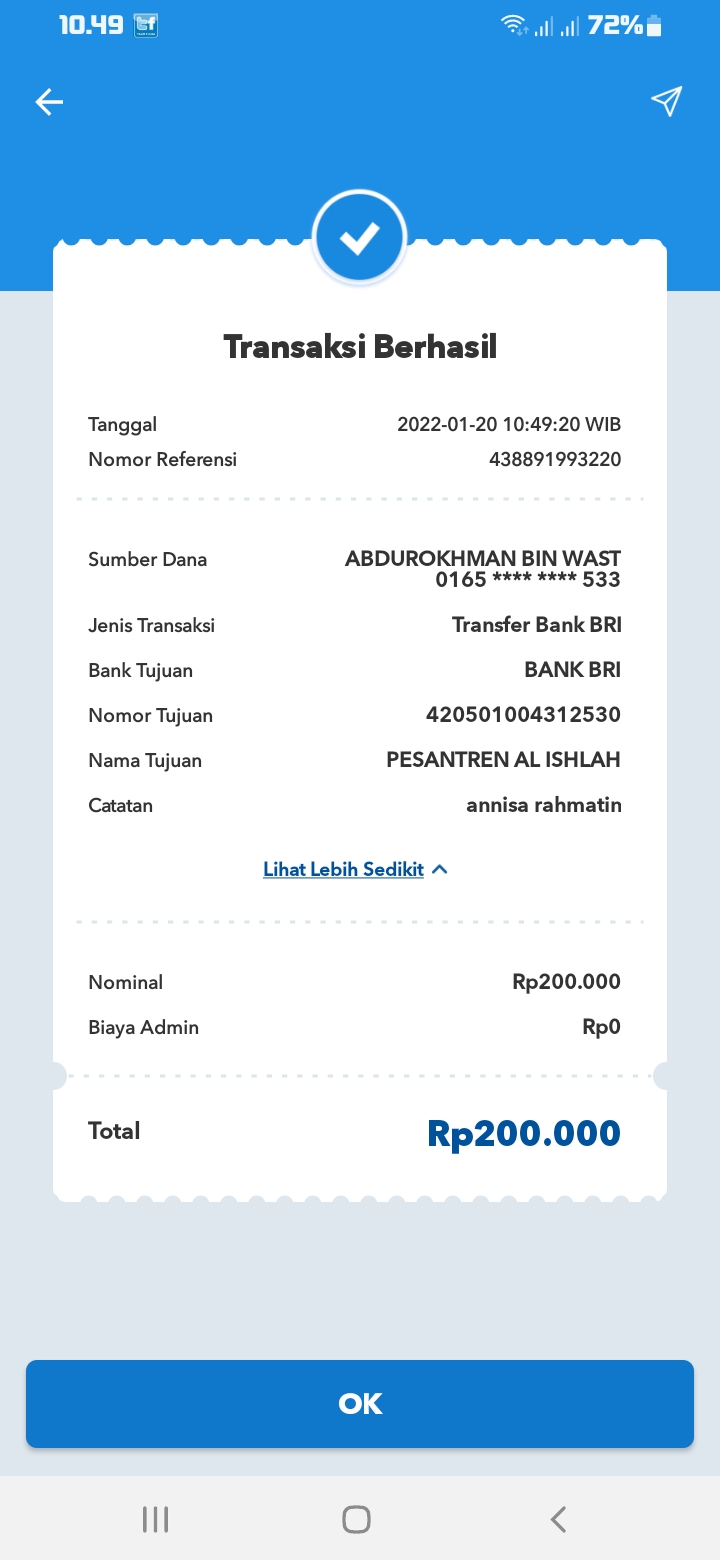 10.49
72%
Transaksi Berhasil
Tanggal 2022-01-20 10:49:20 WIB
Nomor Referensi 438891993220
Sumber Dana ABDUROKHMAN BIN WAST
0165 **** **** 533
Jenis Transaksi Transfer Bank BRI
Bank Tujuan BANK BRI
Nomor Tujuan 420501004312530
Nama Tujuan PESANTREN AL ISHLAH
Catatan annisa rahmatin
Lihat Lebih Sedikit
Nominal Rp200.000
Biaya Admin Rp0
Total Rp200.000
OK